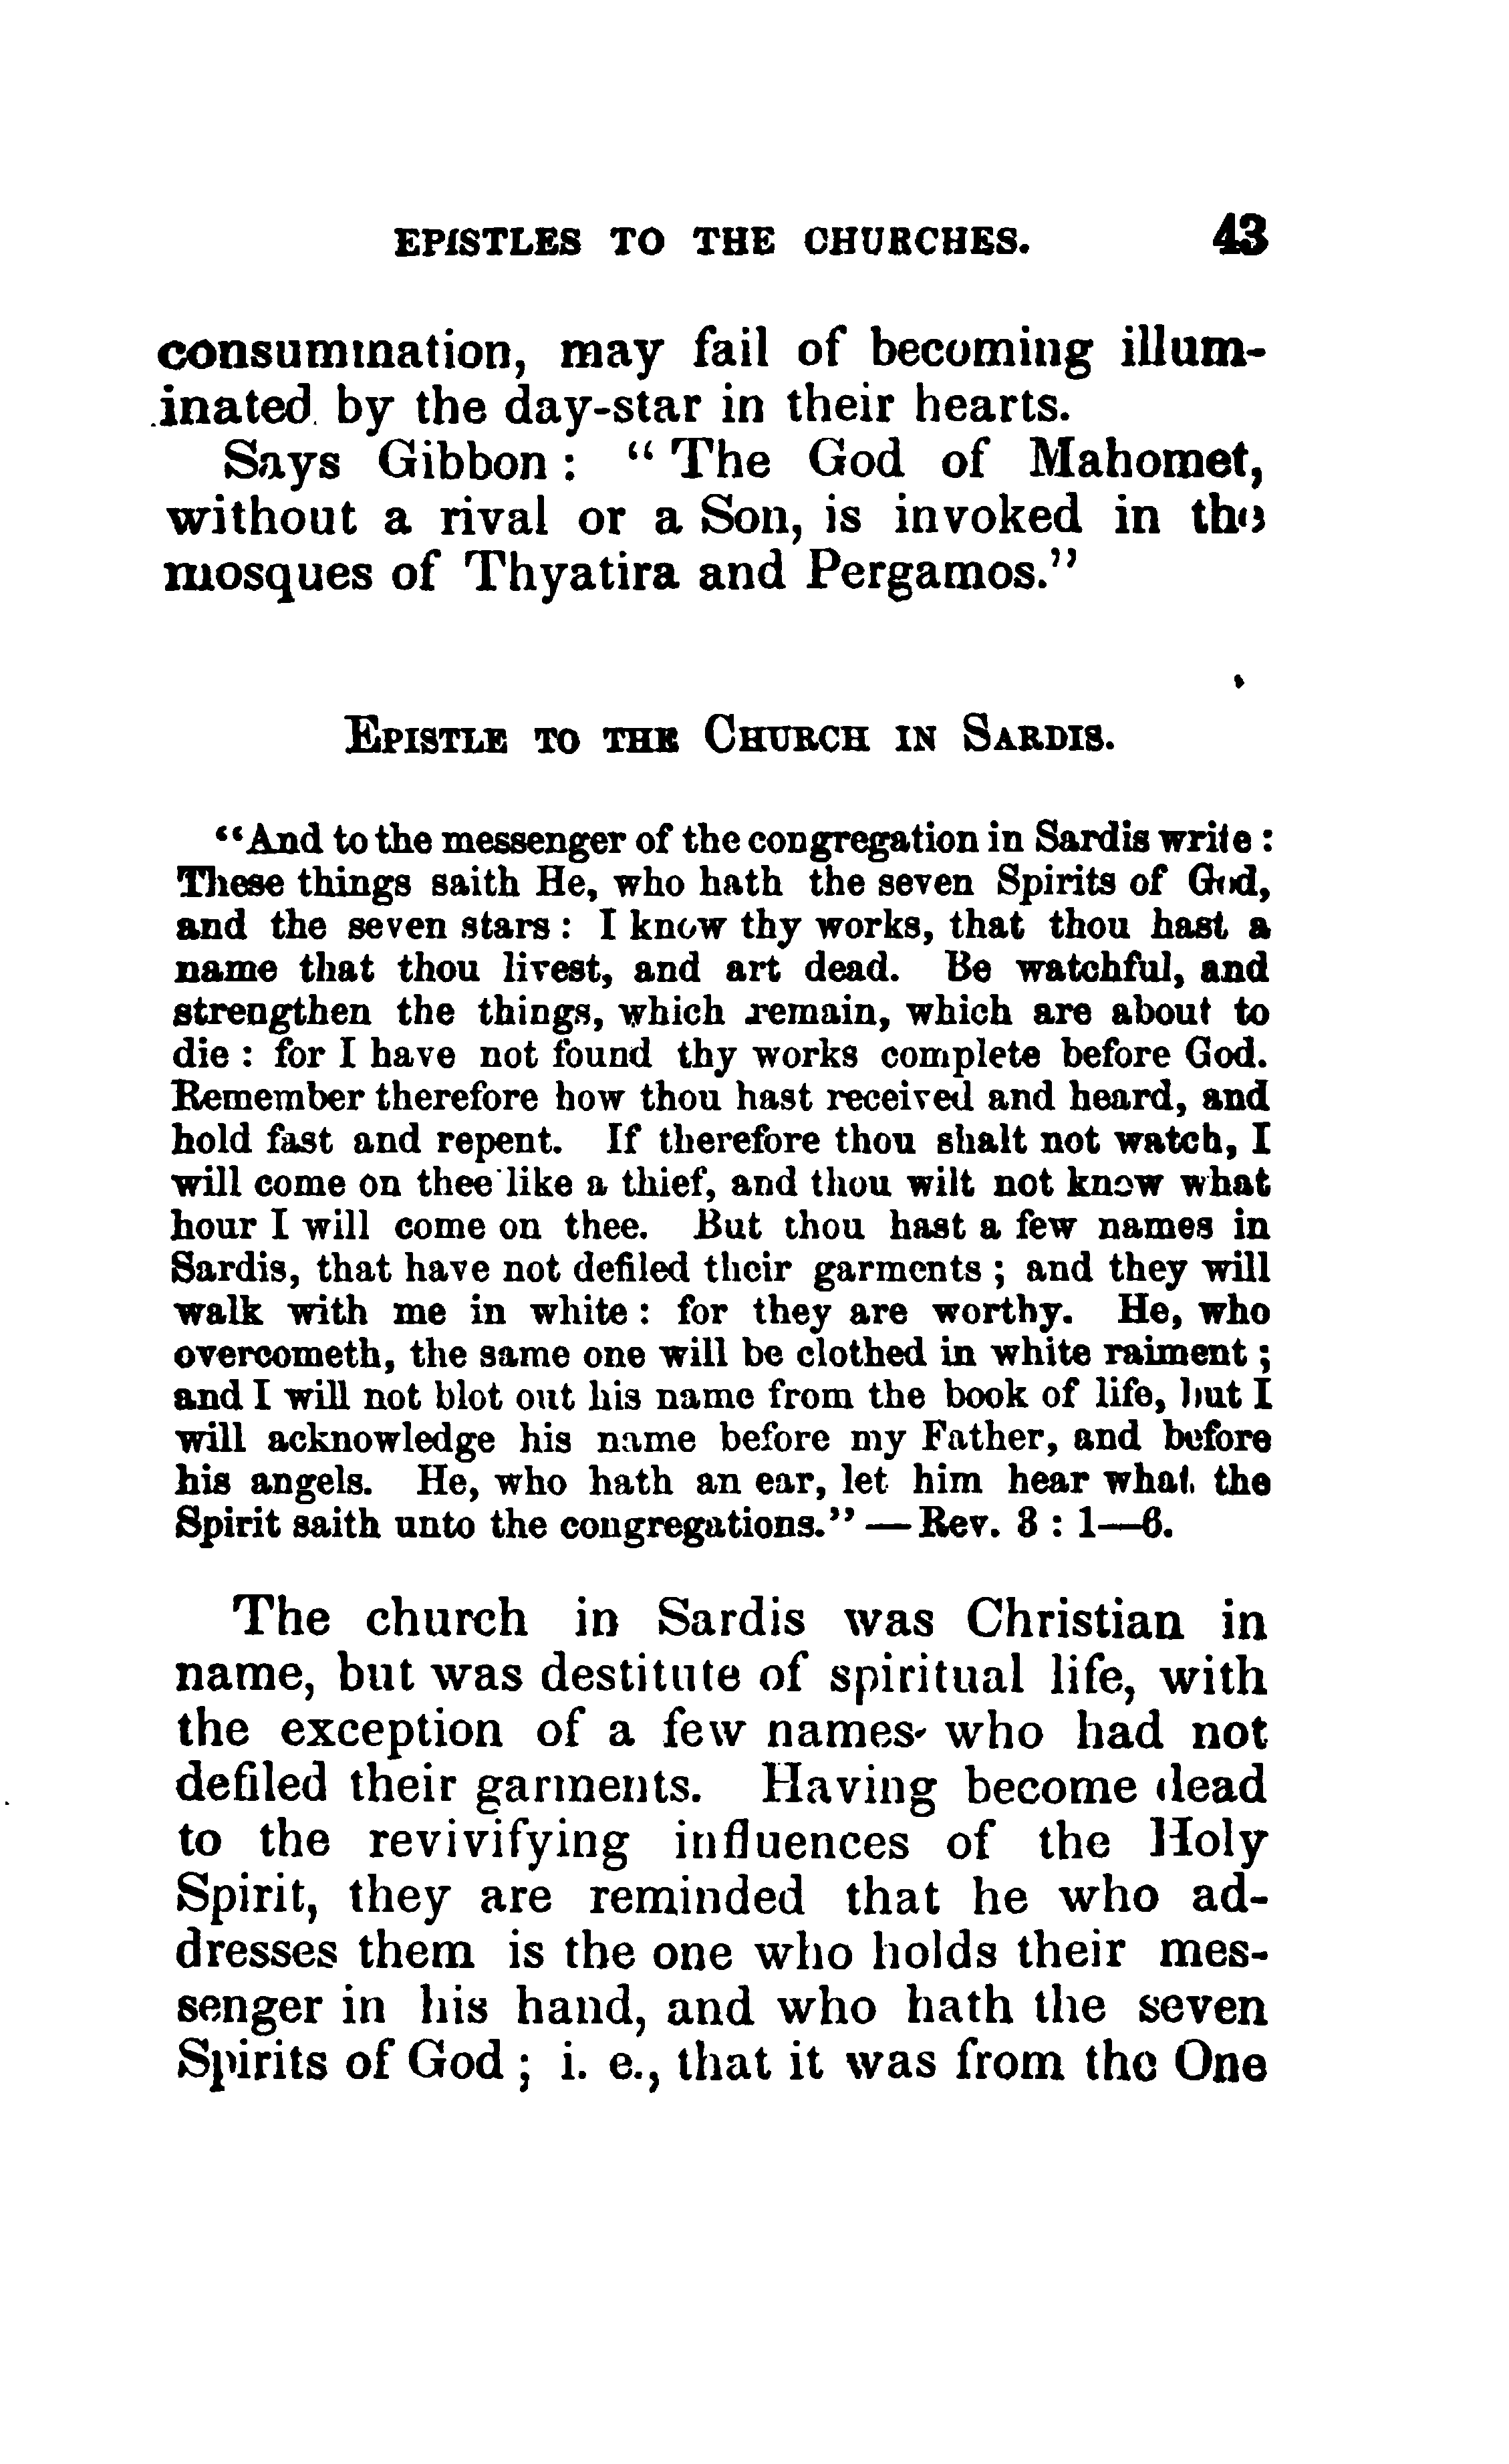 EPISTLES TO THE CHURCHES. 43
consummation, may fail of becoming illum-
inated by the day-star in their hearts.
Says Gibbon: "The God of Mahomet,
without a rival or a Son, is invoked in the
mosques of Thyatira and Pergamos."
EPISTLE TO THE CHURCH IN SARDIS.
"And to the messenger of the congregation in Sardis write:
These things saith He, who hath the seven Spirits of God,
and the seven stars: I know thy works, that thou hast a
name that thou livest, and art dead. Be watchful, and
strengthen the things, which remain, which are about to
die: for I have not found thy works complete before God.
Remember therefore how thou hast received and heard, and
hold fast and repent. If therefore thou shalt not watch, I
will come on thee like a thief, and thou wilt not know what
hour I will come on thee. But thou hast a few names in
Sardis, that have not defiled their garments; and they will
walk with me in white: for they are worthy. He, who
overcometh, the same one will be clothed in white raiment;
and I will not blot out his name from the book of life, but I
will acknowledge his name before my Father, and before
his angels. He, who hath an ear, let him hear what the
Spirit saith unto the congregations."—Rev. 3: 1—6.
The church in Sardis was Christian in
name, but was destitute of spiritual life, with
the exception of a few names who had not
defiled their garments. Having become dead
to the revivifying influences of the Holy
Spirit, they are reminded that he who ad-
dresses them is the one who holds their mes-
senger in his hand, and who hath the seven
Spirits of God; i. e., that it was from the One